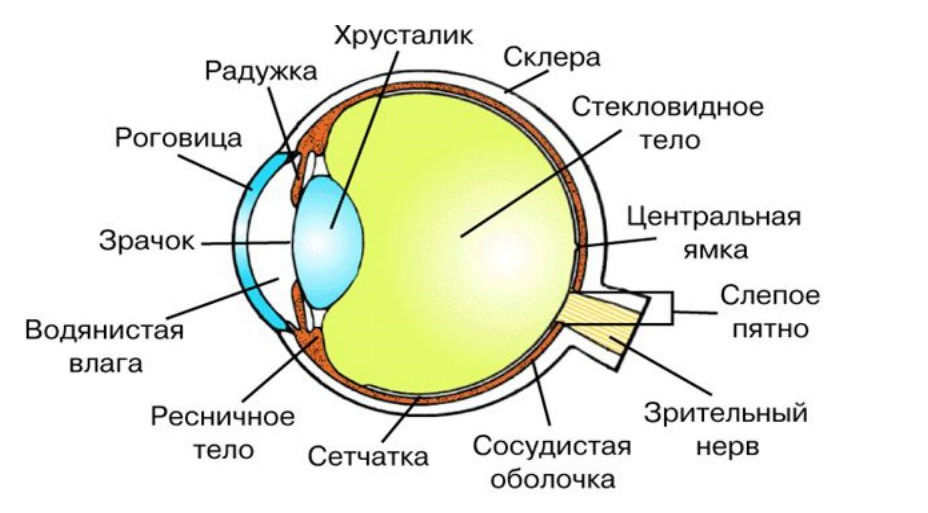 Хрусталик
Склера
Радужка
Стекловидное
тело
Роговица
Центральная
ямка
Зрачок
Слепое
пятно
Водянистая
влага
Зрительный
нерв
Ресничное
тело
Сетчатка
Сосудистая
оболочка